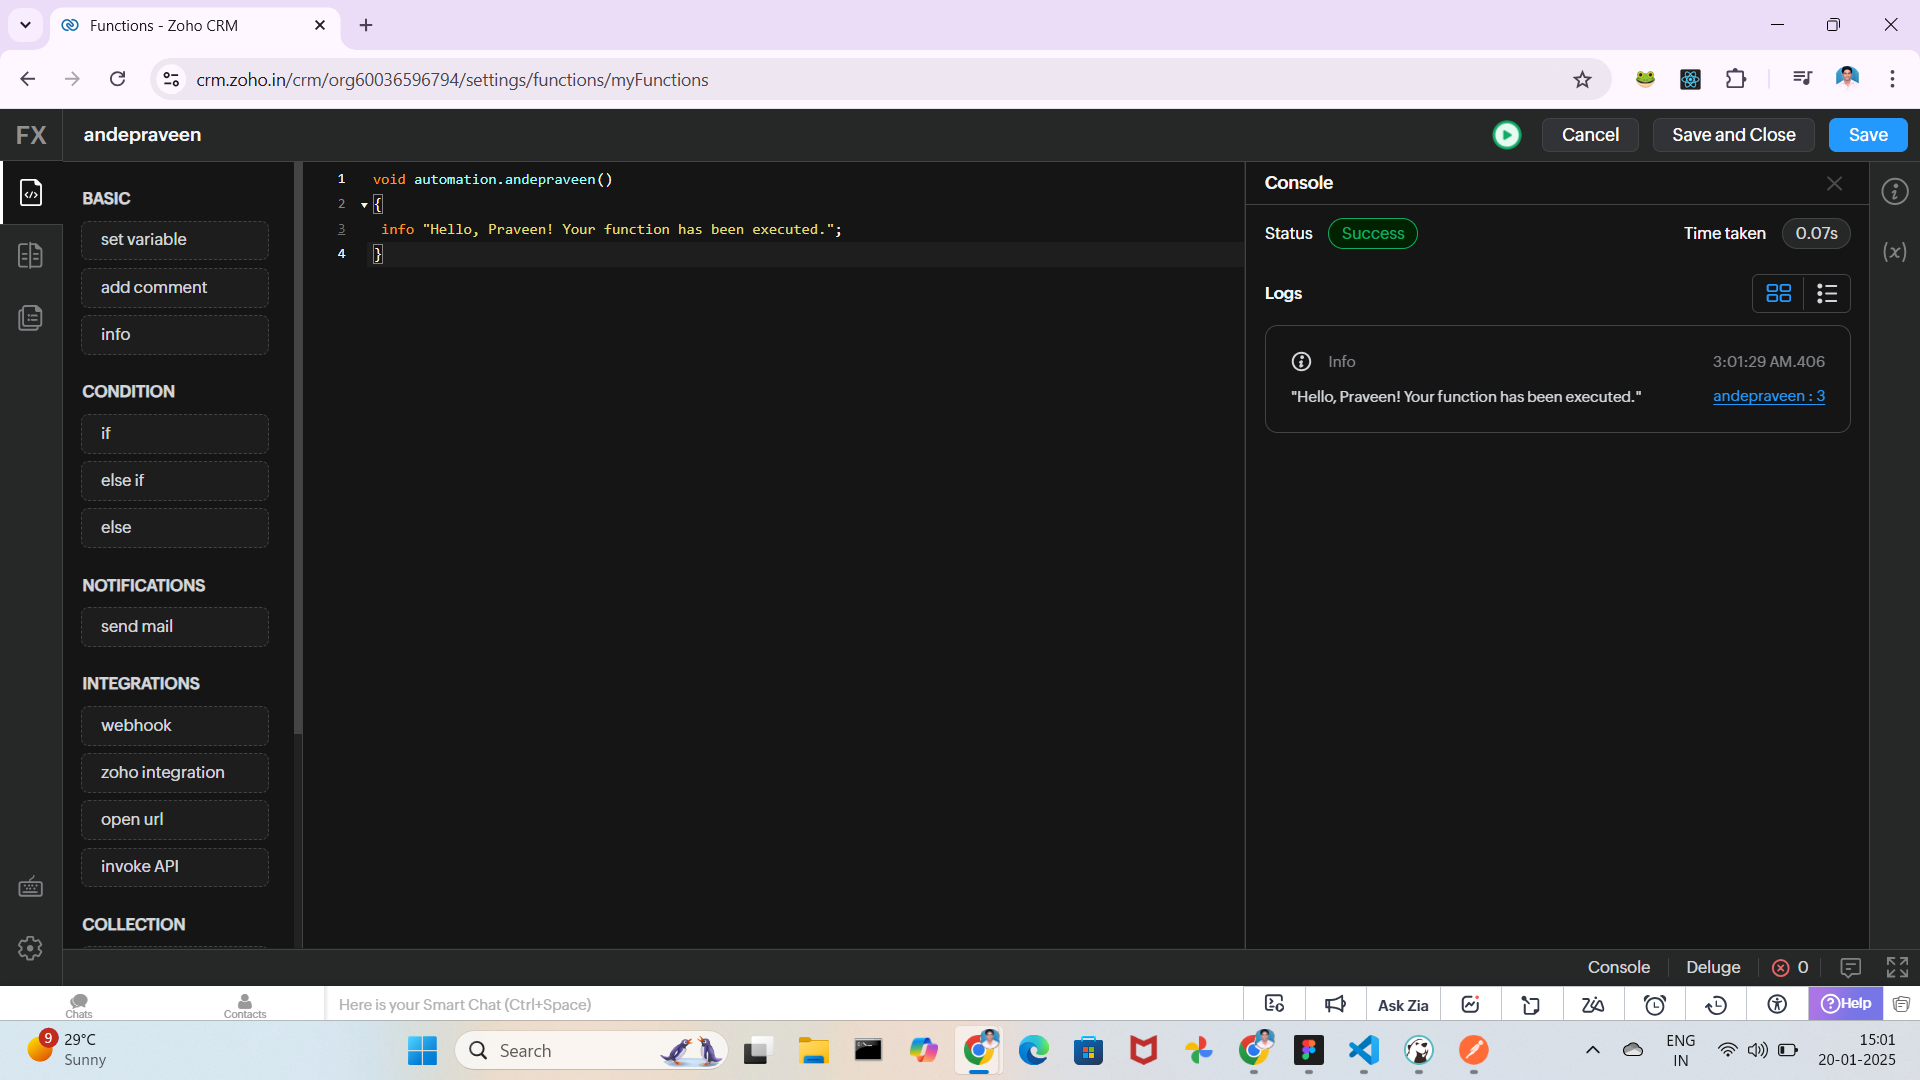 Functions - Zoho CRM
crm.zoho.in/crm/org60036596794/settings/functions/myFunctions
FX
andepraveen
Cancel
Save and Close
Save
BASIC
set variable
add comment
info
CONDITION
if
else if
else
NOTIFICATIONS
send mail
INTEGRATIONS
webhook
zoho integration
open url
invoke API
COLLECTION
1 void automation.andepraveen()
2 {
3 info "Hello, Praveen! Your function has been executed.";
4 }
Console
Status Success Time taken 0.07s
Logs
Info 3:01:29 AM.406
"Hello, Praveen! Your function has been executed." andepraveen : 3
(x)
Console Deluge 0
Chats
Contacts
Here is your Smart Chat (Ctrl+Space)
Ask Zia
Help
9
29°C
Sunny
Search
ENG
IN
15:01
20-01-2025